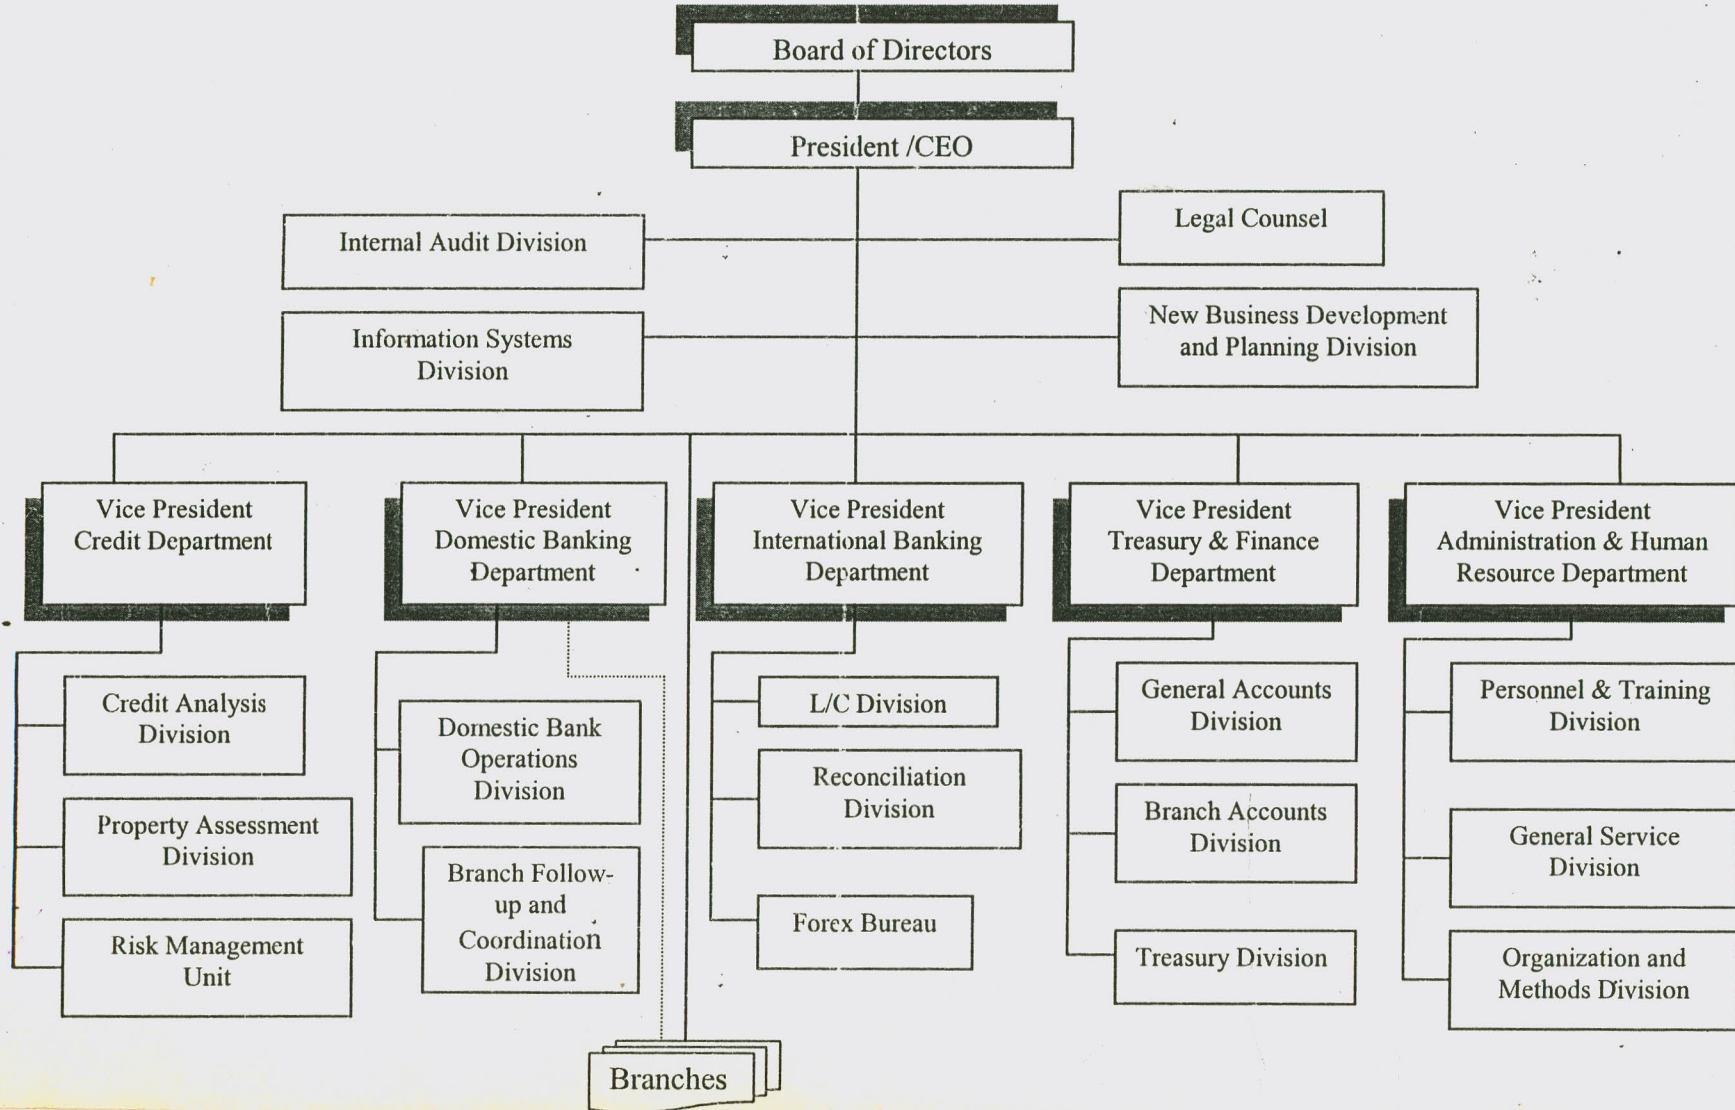 Board of Directors
President /CEO
Internal Audit Division
Legal Counsel
Information Systems
Division
New Business Development
and Planning Division
Vice President
Credit Department
Vice President
Domestic Banking
Department
Vice President
International Banking
Department
Vice President
Treasury & Finance
Department
Vice President
Administration & Human
Resource Department
Credit Analysis
Division
Property Assessment
Division
Risk Management
Unit
Domestic Bank
Operations
Division
Branch Follow-
up and
Coordination
Division
L/C Division
Reconciliation
Division
Forex Bureau
General Accounts
Division
Branch Accounts
Division
Treasury Division
Personnel & Training
Division
General Service
Division
Organization and
Methods Division
Branches